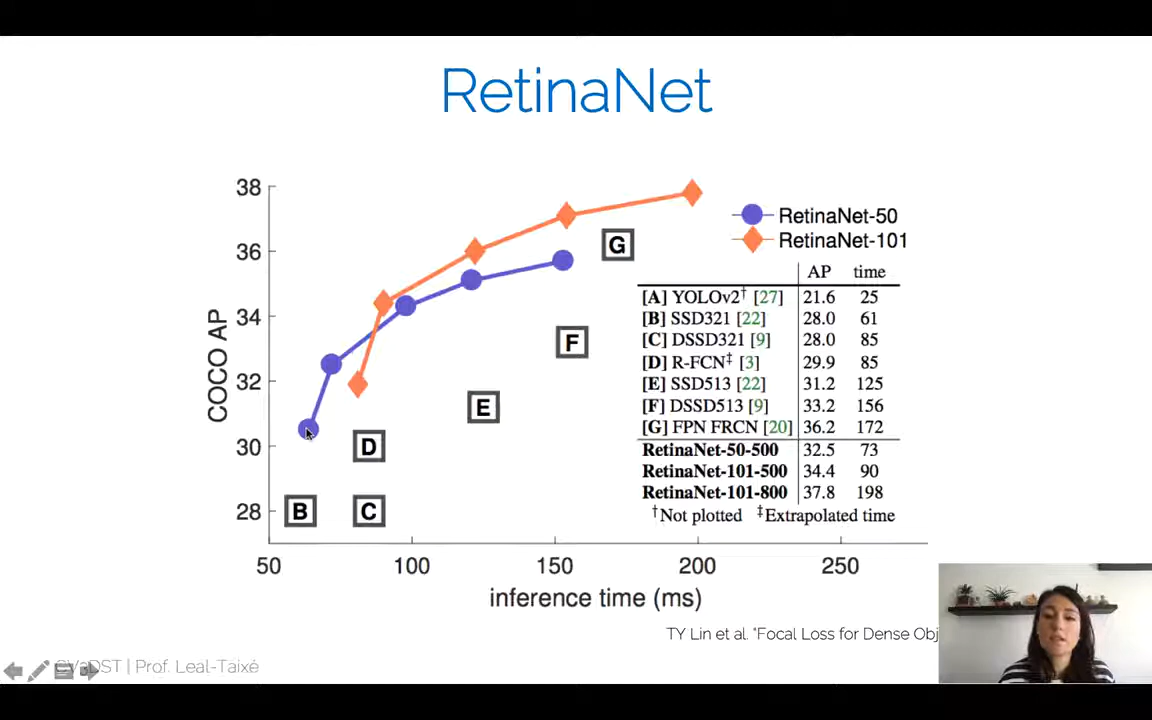 RetinaNet
38
36
34
32
30
28
COCO AP
50
100
150
200
250
inference time (ms)
B
C
D
E
F
G
RetinaNet-50
RetinaNet-101
AP time
[A] YOLOv2† [27] 21.6 25
[B] SSD321 [22] 28.0 61
[C] DSSD321 [9] 28.0 85
[D] R-FCN‡ [3] 29.9 85
[E] SSD513 [22] 31.2 125
[F] DSSD513 [9] 33.2 156
[G] FPN FRCN [20] 36.2 172
RetinaNet-50-500 32.5 73
RetinaNet-101-500 34.4 90
RetinaNet-101-800 37.8 198
†Not plotted ‡Extrapolated time
TY Lin et al. "Focal Loss for Dense Obj
CV3DST | Prof. Leal-Taixé